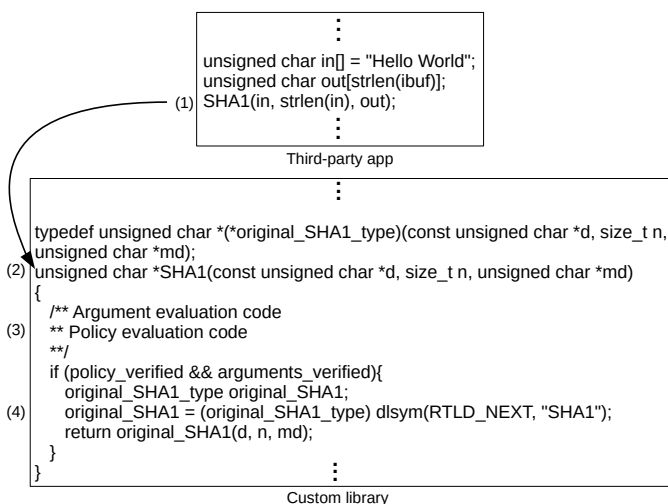 ⋮
unsigned char in[] = "Hello World";
unsigned char out[strlen(ibuf)];
(1) SHA1(in, strlen(in), out);
⋮
Third-party app
⋮
typedef unsigned char *(*original_SHA1_type)(const unsigned char *d, size_t n,
unsigned char *md);
(2) unsigned char *SHA1(const unsigned char *d, size_t n, unsigned char *md)
{
/** Argument evaluation code
(3) ** Policy evaluation code
**/
if (policy_verified && arguments_verified){
original_SHA1_type original_SHA1;
(4) original_SHA1 = (original_SHA1_type) dlsym(RTLD_NEXT, "SHA1");
return original_SHA1(d, n, md);
}
}
⋮
Custom library